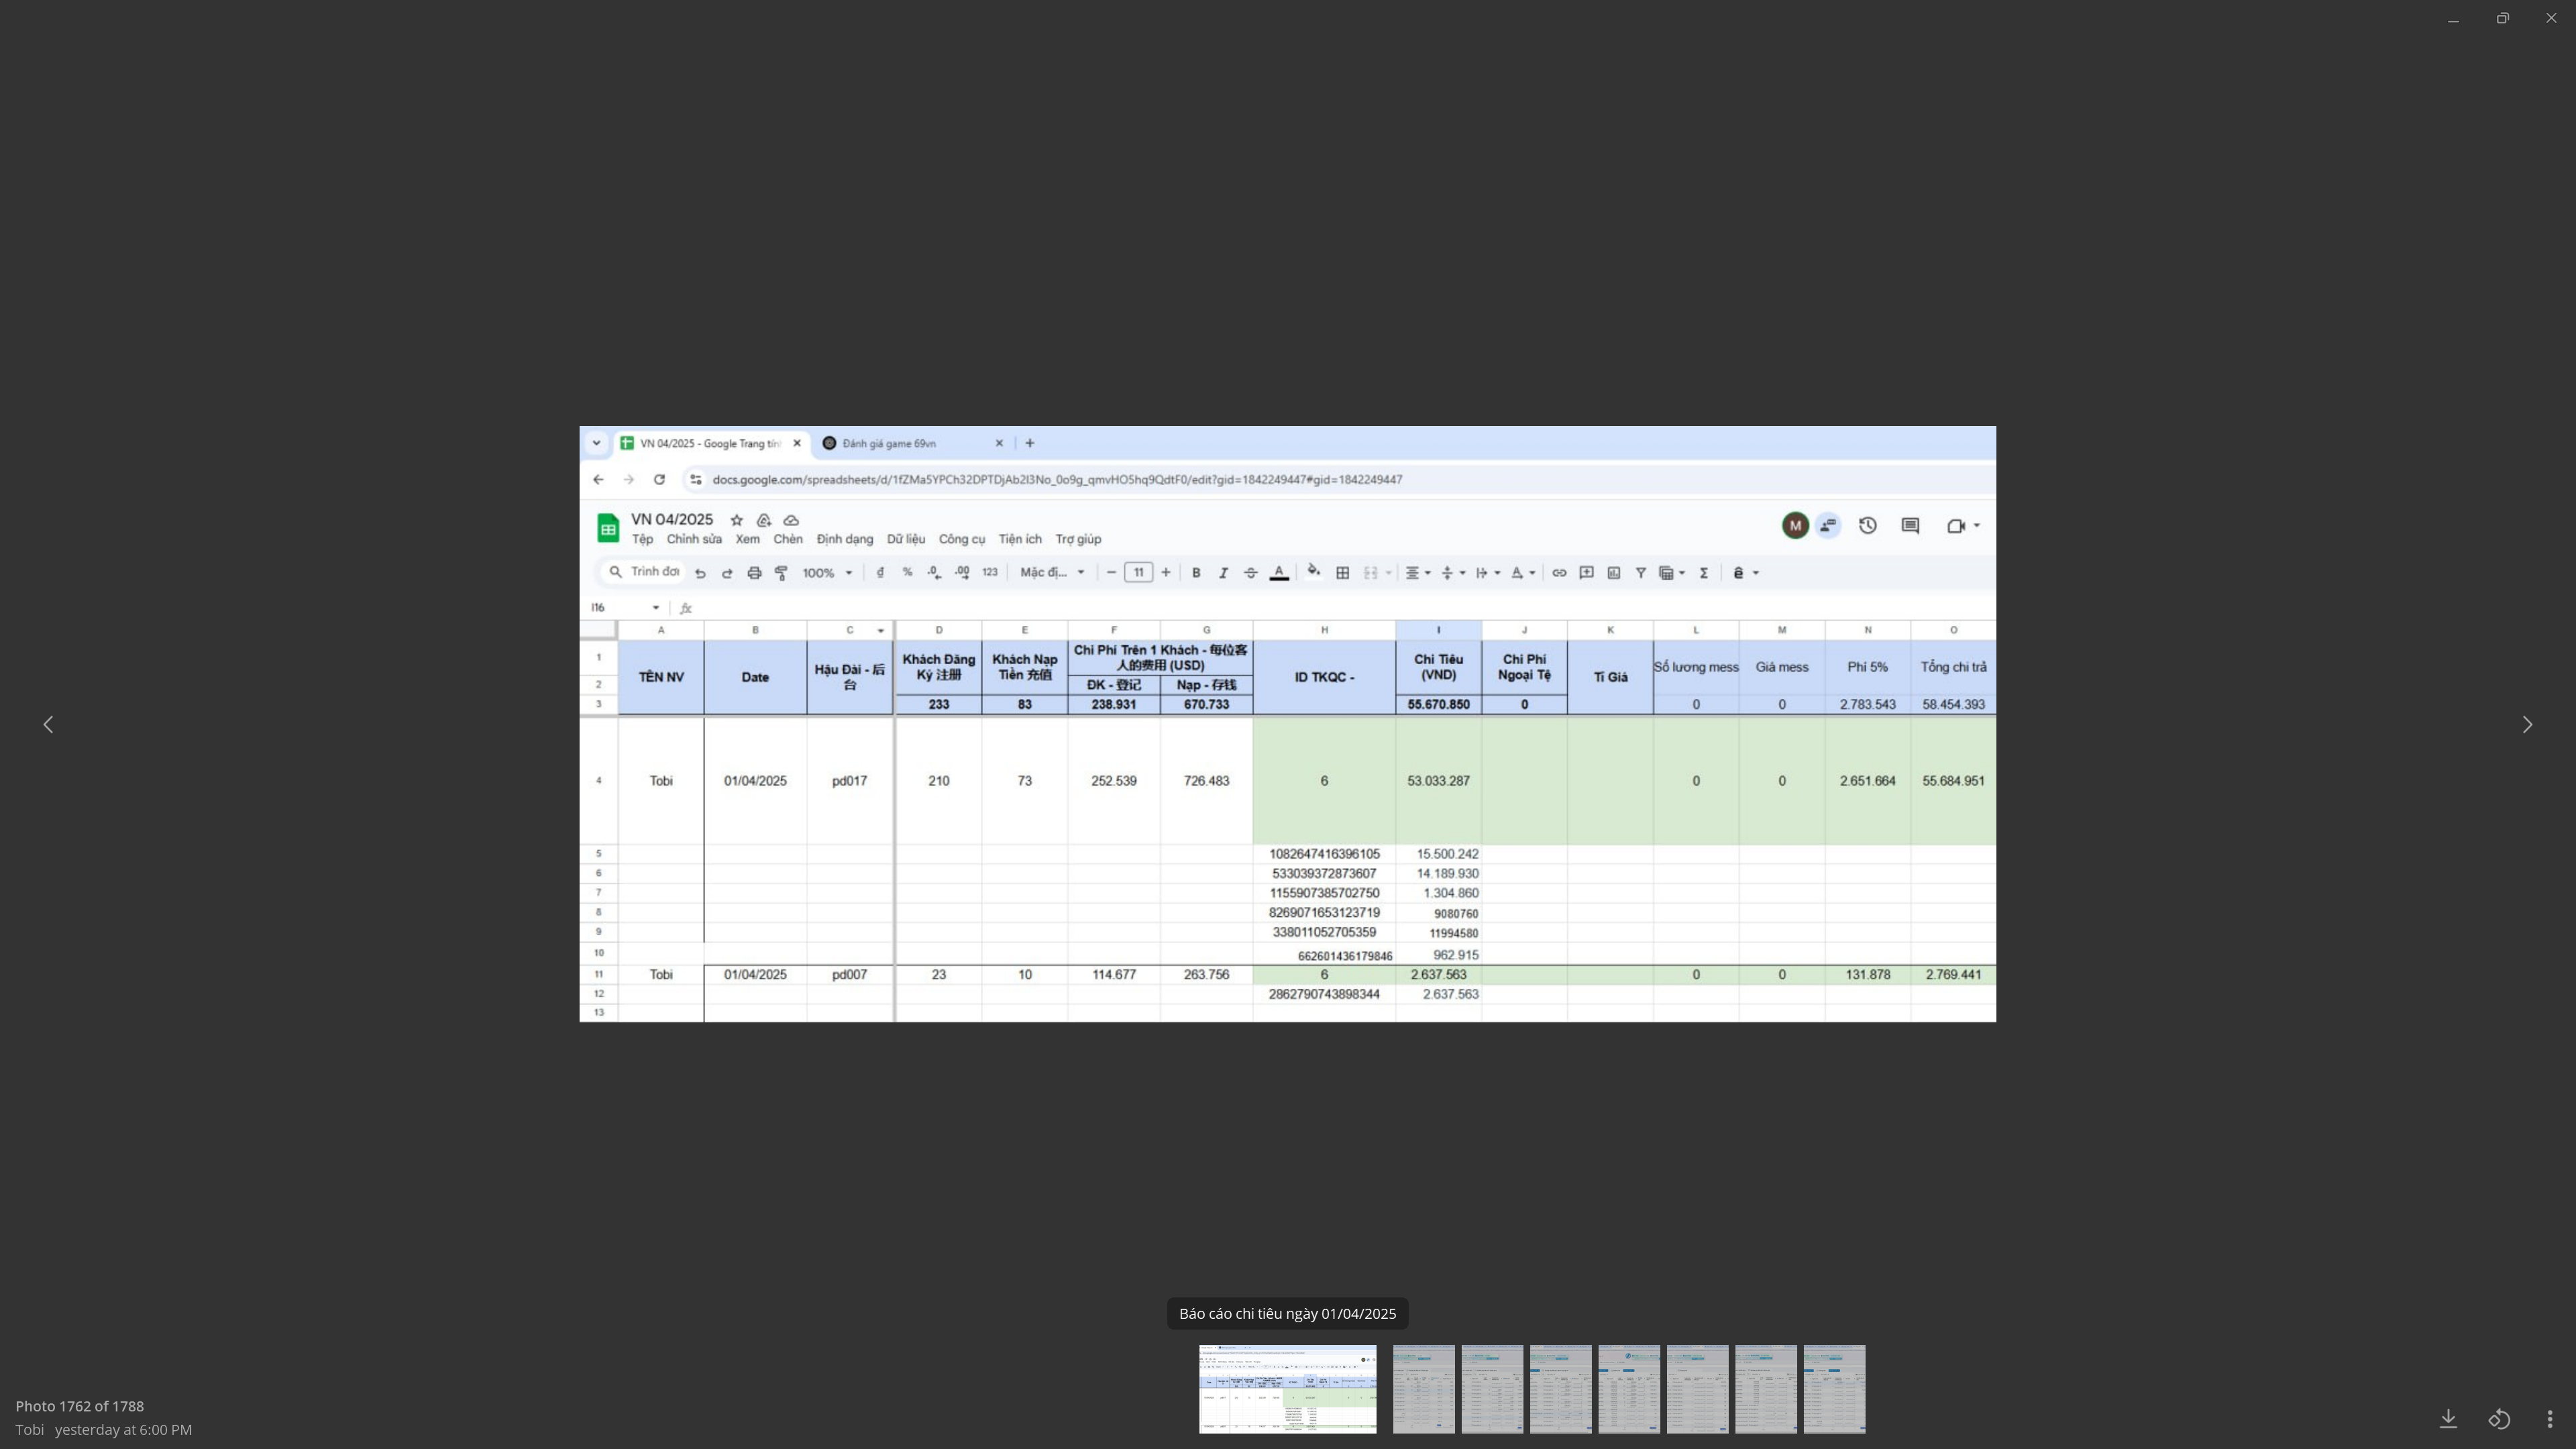 VN 04/2025 - Google Trang tín
Đánh giá game 69vn
docs.google.com/spreadsheets/d/1fZMa5YPCh32DPTDjAb2I3No_0o9g_qmvHO5hq9QdtF0/edit?gid=1842249447#gid=1842249447
VN 04/2025
M
Tệp Chỉnh sửa Xem Chèn Định dạng Dữ liệu Công cụ Tiện ích Trợ giúp
Trình đơn 100% đ % .0 .00 123 Mặc đị... 11 B I A
I16 fx
A B C D E F G H I J K L M N O
1 2 3
TÊN NV Date Hậu Đài - 后台 Khách Đăng Ký 注册 Khách Nạp Tiền 充值 Chi Phí Trên 1 Khách - 每位客人的费用 (USD) ID TKQC - Chi Tiêu (VND) Chi Phí Ngoại Tệ Tỉ Giá Số lương mess Giá mess Phí 5% Tổng chi trả
ĐK - 登记 Nạp - 存钱
233 83 238.931 670.733 55.670.850 0 0 0 2.783.543 58.454.393
4 Tobi 01/04/2025 pd017 210 73 252.539 726.483 6 53.033.287 0 0 2.651.664 55.684.951
5 1082647416396105 15.500.242
6 533039372873607 14.189.930
7 1155907385702750 1.304.860
8 8269071653123719 9080760
9 338011052705359 11994580
10 662601436179846 962.915
11 Tobi 01/04/2025 pd007 23 10 114.677 263.756 6 2.637.563 0 0 131.878 2.769.441
12 2862790743898344 2.637.563
13
Báo cáo chi tiêu ngày 01/04/2025
Photo 1762 of 1788
Tobi yesterday at 6:00 PM